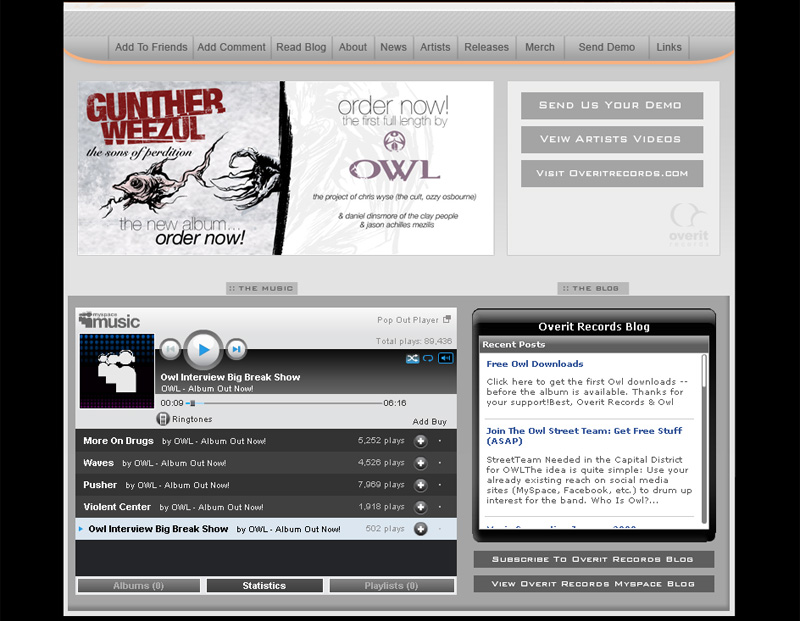 Add To Friends
Add Comment
Read Blog
About
News
Artists
Releases
Merch
Send Demo
Links
GUNTHER
WEEZUL
the sons of perdition
the new album...
order now!
order now!
the first full length by
OWL
the project of chris wyse (the cult, ozzy osbourne)
& daniel dinsmore of the clay people
& jason achilles mezilis
Send Us Your Demo
Veiw Artists Videos
Visit Overitrecords.com
overit
records
:: THE MUSIC
:: THE BLOG
myspace
music
Pop Out Player
Total plays: 89,436
Owl Interview Big Break Show
OWL - Album Out Now!
00:09
06:16
Ringtones
Add Buy
More On Drugs by OWL - Album Out Now! 5,252 plays
Waves by OWL - Album Out Now! 4,526 plays
Pusher by OWL - Album Out Now! 7,969 plays
Violent Center by OWL - Album Out Now! 1,918 plays
Owl Interview Big Break Show by OWL - Album Out Now! 502 plays
Albums (0)
Statistics
Playlists (0)
Overit Records Blog
Recent Posts
Free Owl Downloads
Click here to get the first Owl downloads --
before the album is available. Thanks for
your support!Best, Overit Records & Owl
Join The Owl Street Team: Get Free Stuff
(ASAP)
StreetTeam Needed in the Capital District
for OWLThe idea is quite simple: Use your
already existing reach on social media
sites (MySpace, Facebook, etc.) to drum up
interest for the band. Who Is Owl?...
Subscribe To Overit Records Blog
View Overit Records Myspace Blog